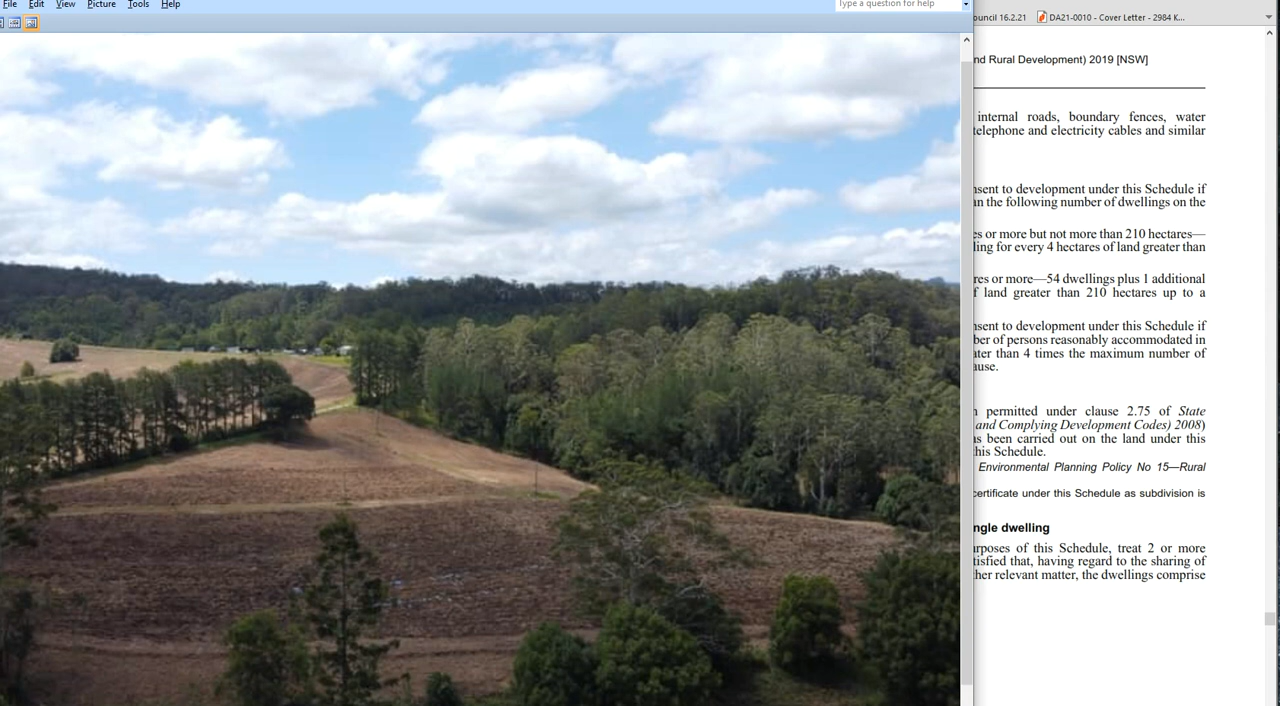 File Edit View Picture Tools Help
Type a question for help
ouncil 16.2.21 DA21-0010 - Cover Letter - 2984 K...
nd Rural Development) 2019 [NSW]
internal roads, boundary fences, water
telephone and electricity cables and similar
nsent to development under this Schedule if
an the following number of dwellings on the
es or more but not more than 210 hectares—
ling for every 4 hectares of land greater than
res or more—54 dwellings plus 1 additional
f land greater than 210 hectares up to a
nsent to development under this Schedule if
ber of persons reasonably accommodated in
ater than 4 times the maximum number of
ause.
n permitted under clause 2.75 of State
and Complying Development Codes) 2008)
as been carried out on the land under this
his Schedule.
Environmental Planning Policy No 15—Rural
certificate under this Schedule as subdivision is
ngle dwelling
urposes of this Schedule, treat 2 or more
tisfied that, having regard to the sharing of
her relevant matter, the dwellings comprise